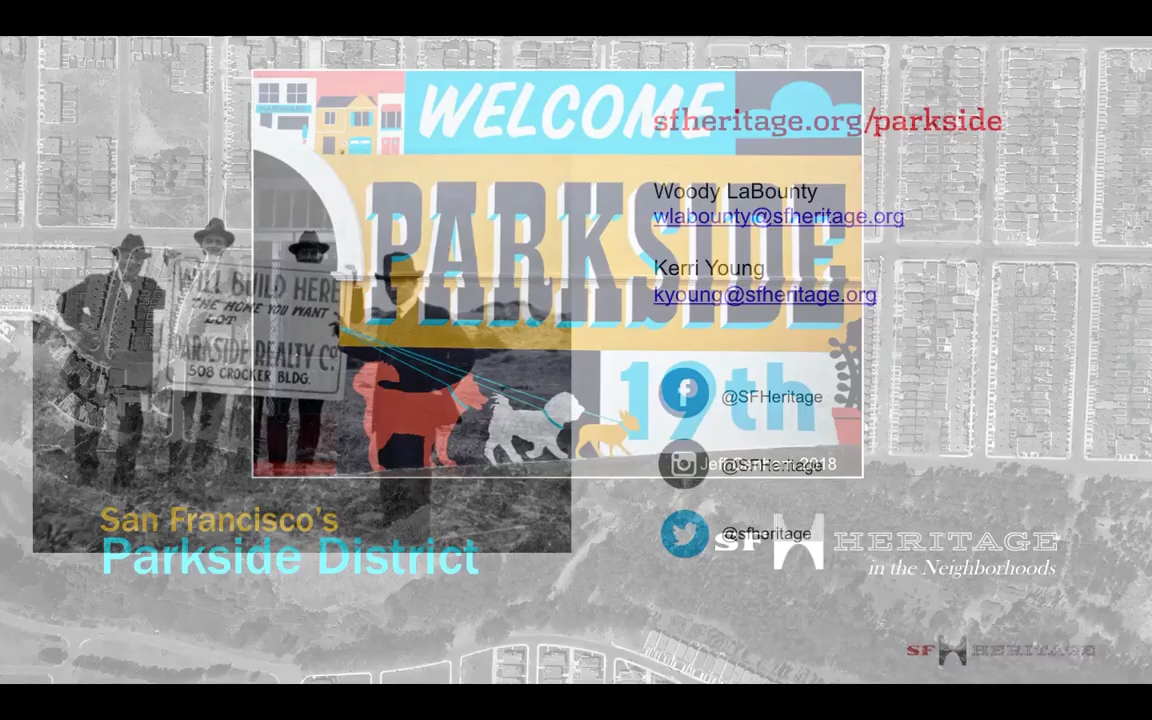 WELCOME
sfheritage.org/parkside
PARKSIDE
Woody LaBounty
wlabounty@sfheritage.org
Kerri Young
kyoung@sfheritage.org
WILL BUILD HERE
THE HOME YOU WANT
LOT
PARKSIDE REALTY CO.
508 CROCKER BLDG.
19th
@SFHeritage
@SFHeritage
2018
San Francisco's
Parkside District
@sfheritage
SF HERITAGE
in the Neighborhoods
SF HERITAGE